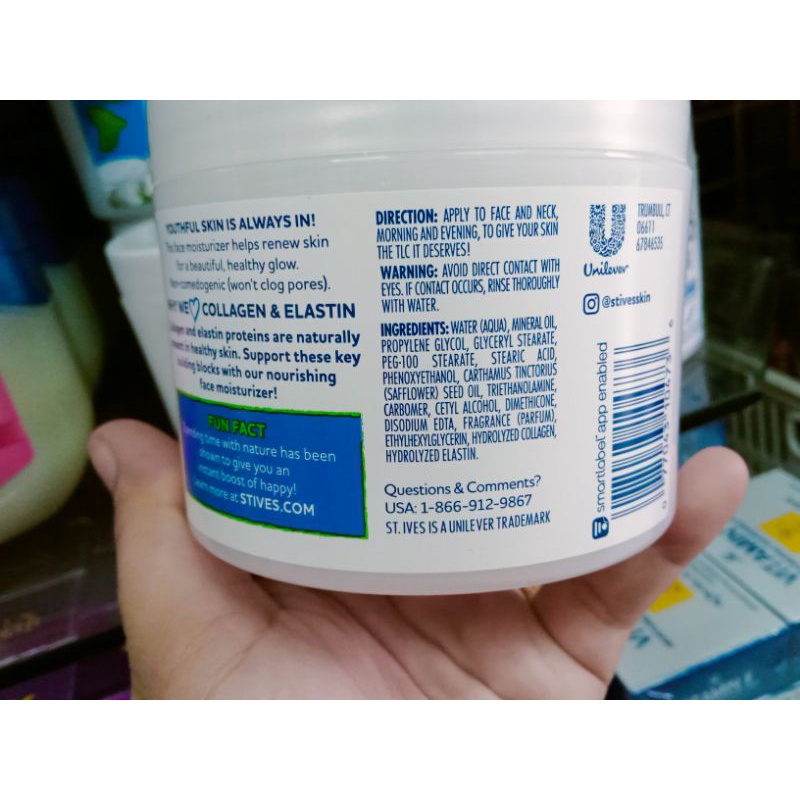 YOUTHFUL SKIN IS ALWAYS IN!
face moisturizer helps renew skin
for a beautiful, healthy glow.
(won't clog pores).
WE COLLAGEN & ELASTIN
and elastin proteins are naturally
in healthy skin. Support these key
blocks with our nourishing
face moisturizer!
FUN FACT
time with nature has been
shown to give you an
instant boost of happy!
more at STIVES.COM
DIRECTION: APPLY TO FACE AND NECK,
MORNING AND EVENING, TO GIVE YOUR SKIN
THE TLC IT DESERVES!
WARNING: AVOID DIRECT CONTACT WITH
EYES. IF CONTACT OCCURS, RINSE THOROUGHLY
WITH WATER.
INGREDIENTS: WATER (AQUA), MINERAL OIL,
PROPYLENE GLYCOL, GLYCERYL STEARATE,
PEG-100 STEARATE, STEARIC ACID,
PHENOXYETHANOL, CARTHAMUS TINCTORIUS
(SAFFLOWER) SEED OIL, TRIETHANOLAMINE,
CARBOMER, CETYL ALCOHOL, DIMETHICONE,
DISODIUM EDTA, FRAGRANCE (PARFUM),
ETHYLHEXYLGLYCERIN, HYDROLYZED COLLAGEN,
HYDROLYZED ELASTIN.
Questions & Comments?
USA: 1-866-912-9867
ST. IVES IS A UNILEVER TRADEMARK
Unilever
TRUMBULL, CT
06611
67846535
@stivesskin
smartlabel app enabled
VITAMIN